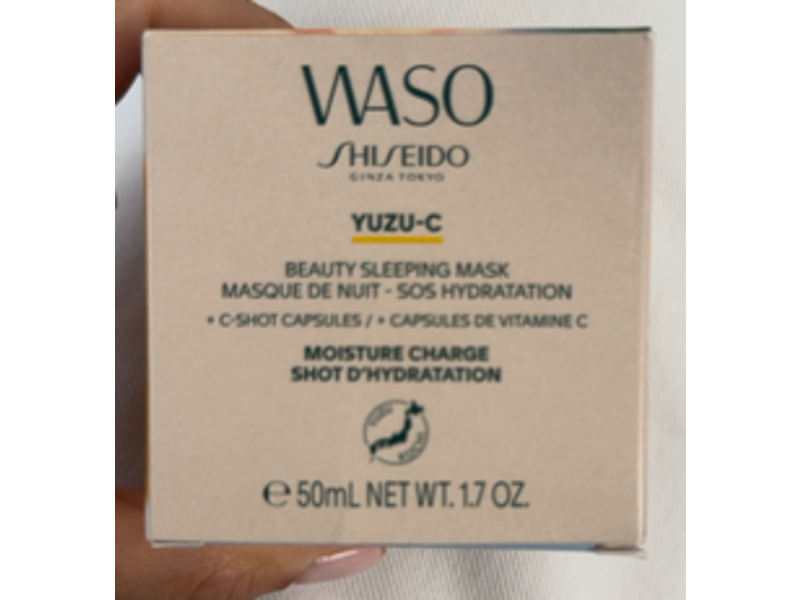 WASO
SHISEIDO
GINZA TOKYO
YUZU-C
BEAUTY SLEEPING MASK
MASQUE DE NUIT - SOS HYDRATATION
+ C-SHOT CAPSULES / + CAPSULES DE VITAMINE C
MOISTURE CHARGE
SHOT D'HYDRATATION
℮ 50mL NET WT. 1.7 OZ.